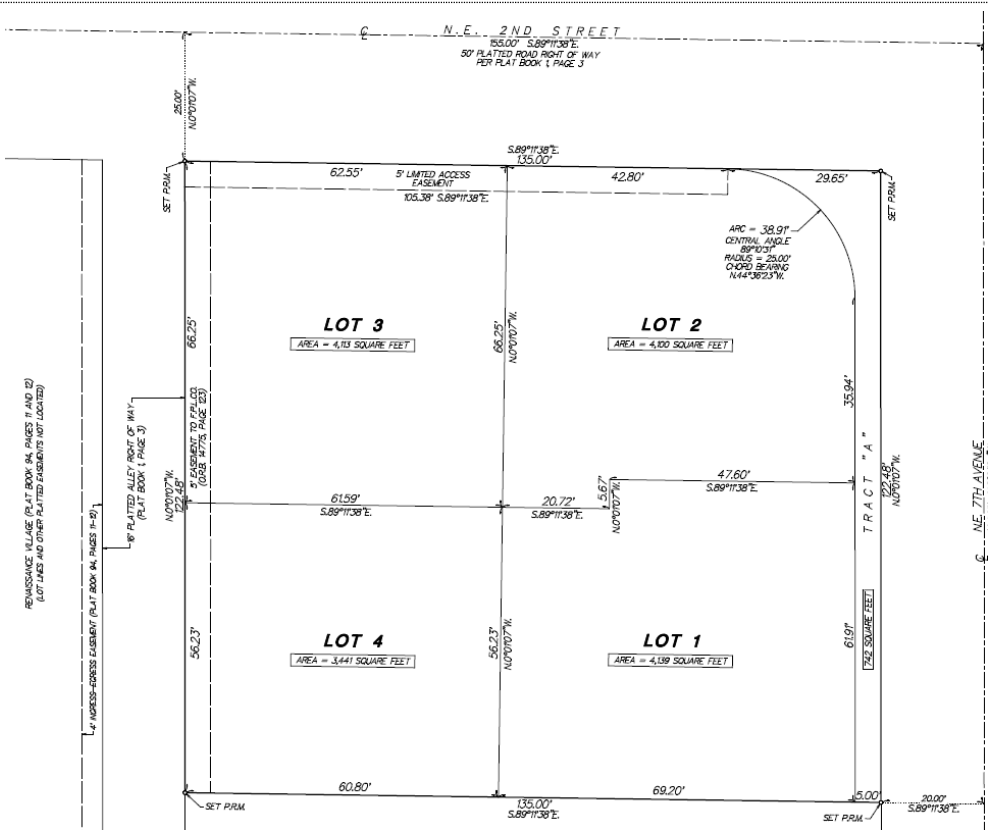 ℄ N.E. 2ND STREET
155.00' S.89°11'38"E.
50' PLATTED ROAD RIGHT OF WAY
PER PLAT BOOK 1, PAGE 3
25.00'
N.0°01'07"W.
S.89°11'38"E.
135.00'
SET P.R.M.
62.55'
5' LIMITED ACCESS
EASEMENT
105.38' S.89°11'38"E.
42.80'
29.65'
SET P.R.M.
ARC = 38.91'
CENTRAL ANGLE
89°10'31"
RADIUS = 25.00'
CHORD BEARING
N.44°36'23"W.
LOT 3
AREA = 4,113 SQUARE FEET
LOT 2
AREA = 4,100 SQUARE FEET
66.25'
66.25'
N.0°01'07"W.
35.94'
RENAISSANCE VILLAGE (PLAT BOOK 94, PAGES 11 AND 12)
(LOT LINES AND OTHER PLATTED EASEMENTS NOT LOCATED)
4' INGRESS-EGRESS EASEMENT (PLAT BOOK 94, PAGES 11-12)
16' PLATTED ALLEY RIGHT OF WAY
(PLAT BOOK 1, PAGE 3)
N.0°01'07"W.
122.48'
5' EASEMENT TO F.P.L. CO.
(O.R.B. 14775, PAGE 123)
61.59'
S.89°11'38"E.
20.72'
S.89°11'38"E.
5.67'
N.0°01'07"W.
47.60'
S.89°11'38"E.
TRACT "A"
122.48'
N.0°01'07"W.
℄ N.E. 7TH AVENUE
56.23'
LOT 4
AREA = 3,441 SQUARE FEET
56.23'
N.0°01'07"W.
LOT 1
AREA = 4,139 SQUARE FEET
61.91'
742 SQUARE FEET
SET P.R.M.
60.80'
135.00'
S.89°11'38"E.
69.20'
5.00'
SET P.R.M.
20.00'
S.89°11'38"E.